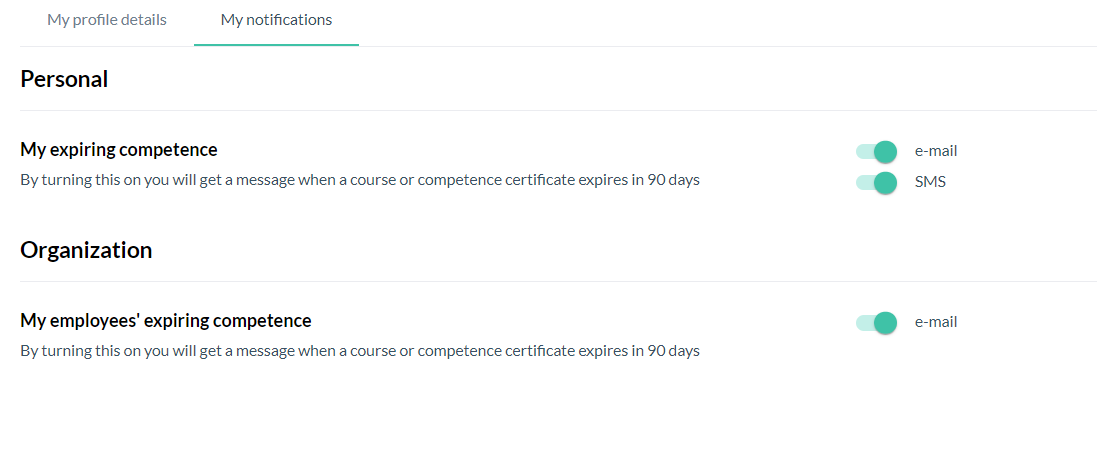 My profile details
My notifications
Personal
My expiring competence
e-mail
By turning this on you will get a message when a course or competence certificate expires in 90 days
SMS
Organization
My employees' expiring competence
e-mail
By turning this on you will get a message when a course or competence certificate expires in 90 days